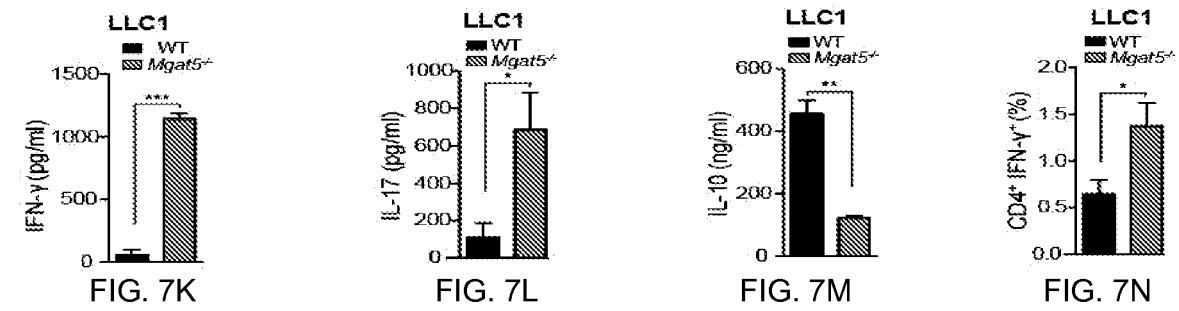 LLC1
WT
Mgat5-/-
1500
1000
500
0
IFN-γ (pg/ml)
***
FIG. 7K
LLC1
WT
Mgat5-/-
1000
800
600
400
200
0
IL-17 (pg/ml)
*
FIG. 7L
LLC1
WT
Mgat5-/-
600
400
200
0
IL-10 (ng/ml)
**
FIG. 7M
LLC1
WT
Mgat5-/-
2.0
1.5
1.0
0.5
0.0
CD4+ IFN-γ+ (%)
*
FIG. 7N